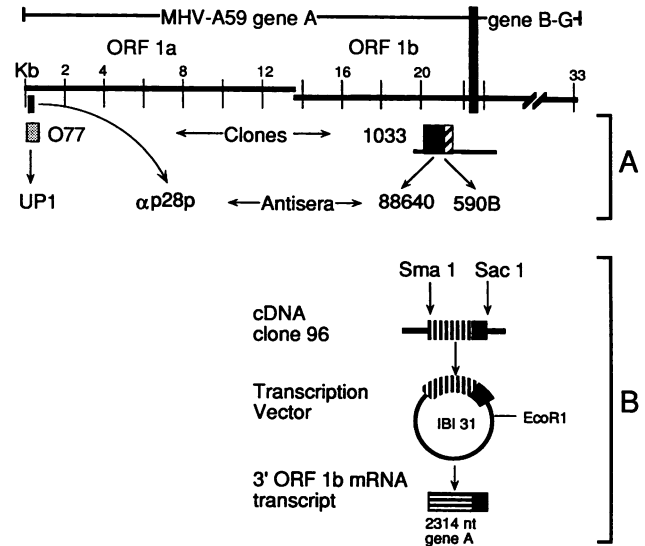 MHV-A59 gene A gene B-G
ORF 1a ORF 1b
Kb 2 4 8 12 16 20 33
O77 Clones 1033
A
UP1 αp28p Antisera 88640 590B
Sma 1 Sac 1
cDNA
clone 96
Transcription
Vector
IBI 31 EcoR1
B
3' ORF 1b mRNA
transcript
2314 nt
gene A